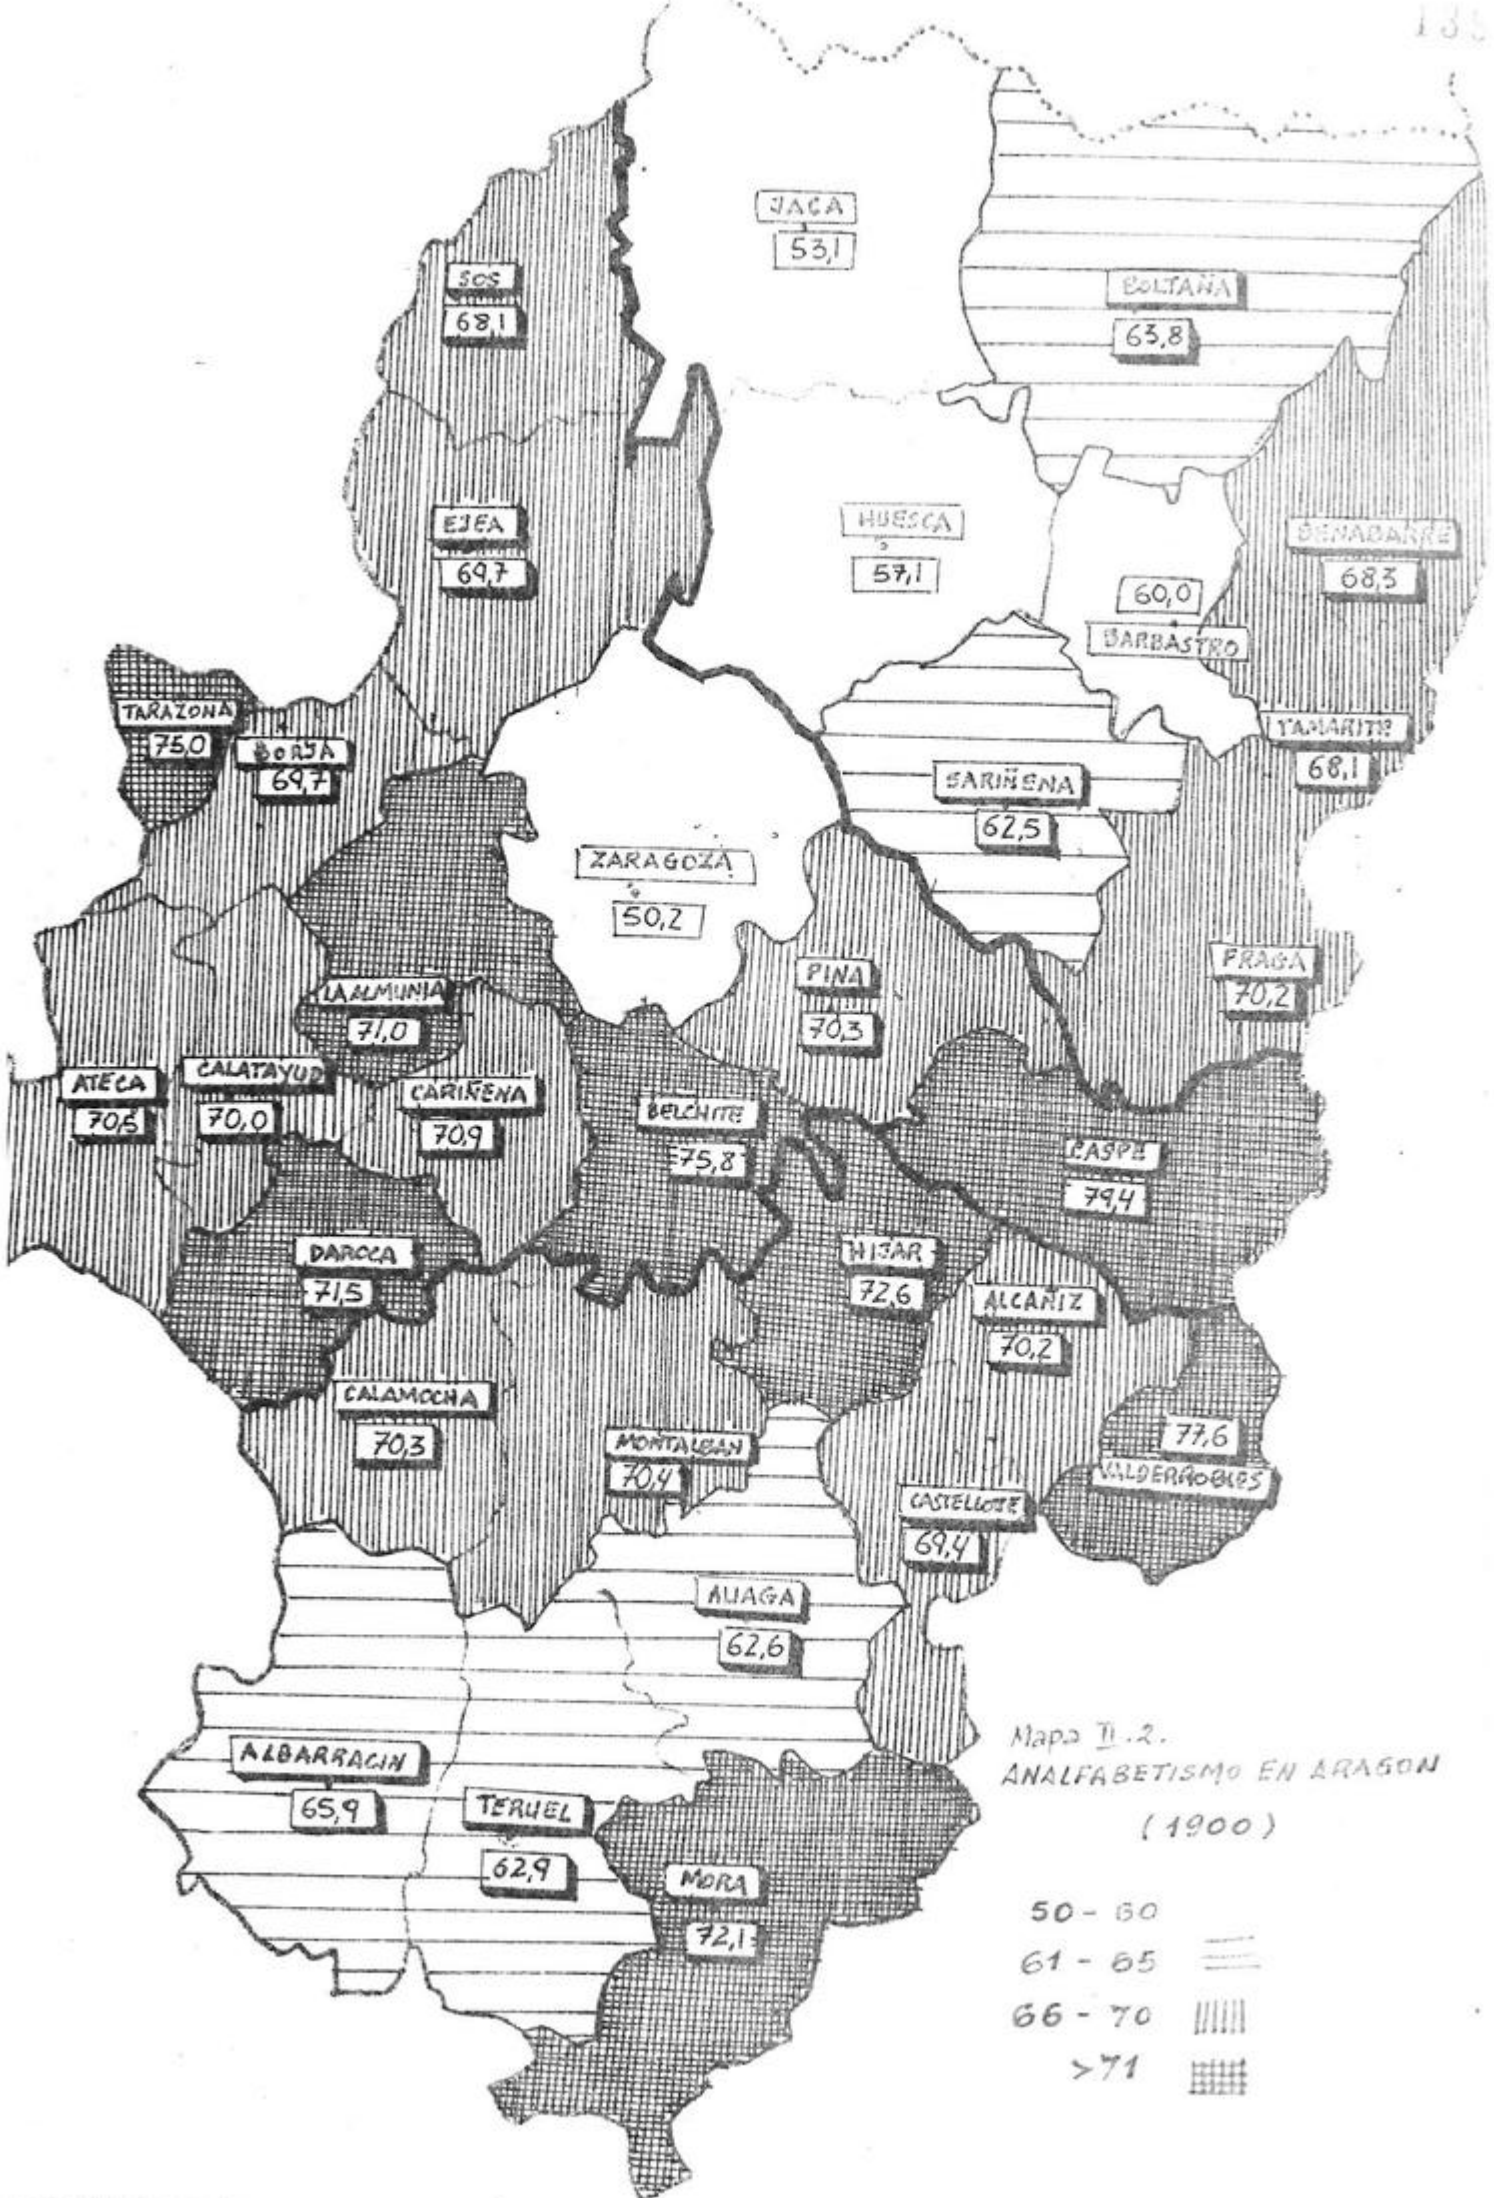 135
JACA
53,1
SOS
68,1
BOLTAÑA
63,8
EJEA
69,7
HUESCA
57,1
BENABARRE
68,3
60,0
BARBASTRO
TARAZONA
75,0
BORJA
69,7
TAMARITE
68,1
SARIÑENA
62,5
ZARAGOZA
50,2
PINA
70,3
FRAGA
70,2
LA ALMUNIA
71,0
ATECA
70,5
CALATAYUD
70,0
CARIÑENA
70,9
BELCHITE
75,8
CASPE
79,4
DAROCA
71,5
HIJAR
72,6
ALCAÑIZ
70,2
CALAMOCHA
70,3
MONTALBAN
70,4
77,6
VALDERROBLES
CASTELLOTE
69,4
ALIAGA
62,6
ALBARRACIN
65,9
TERUEL
62,9
MORA
72,1
Mapa II.2.
ANALFABETISMO EN ARAGON
(1900)
50 - 60
61 - 65
66 - 70
>71